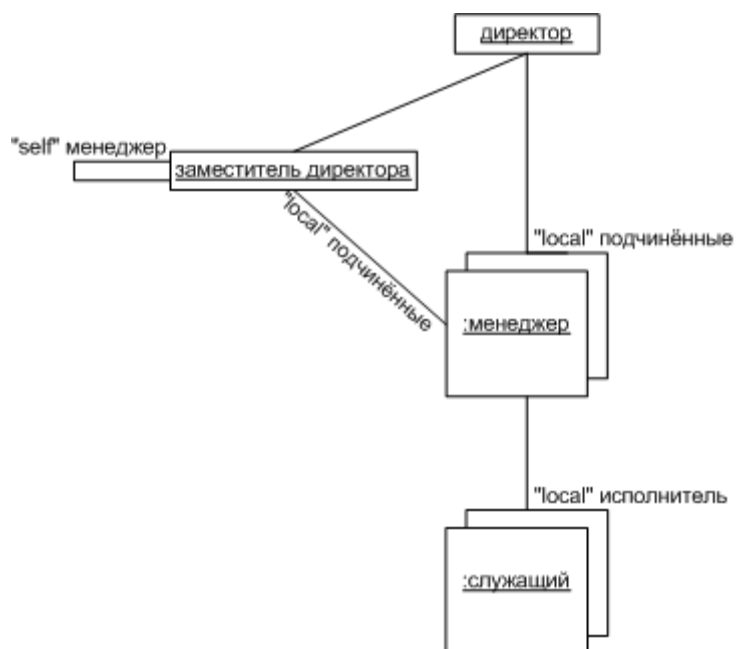 директор
"self" менеджер
заместитель директора
"local" подчинённые
"local" подчинённые
:менеджер
"local" исполнитель
:служащий